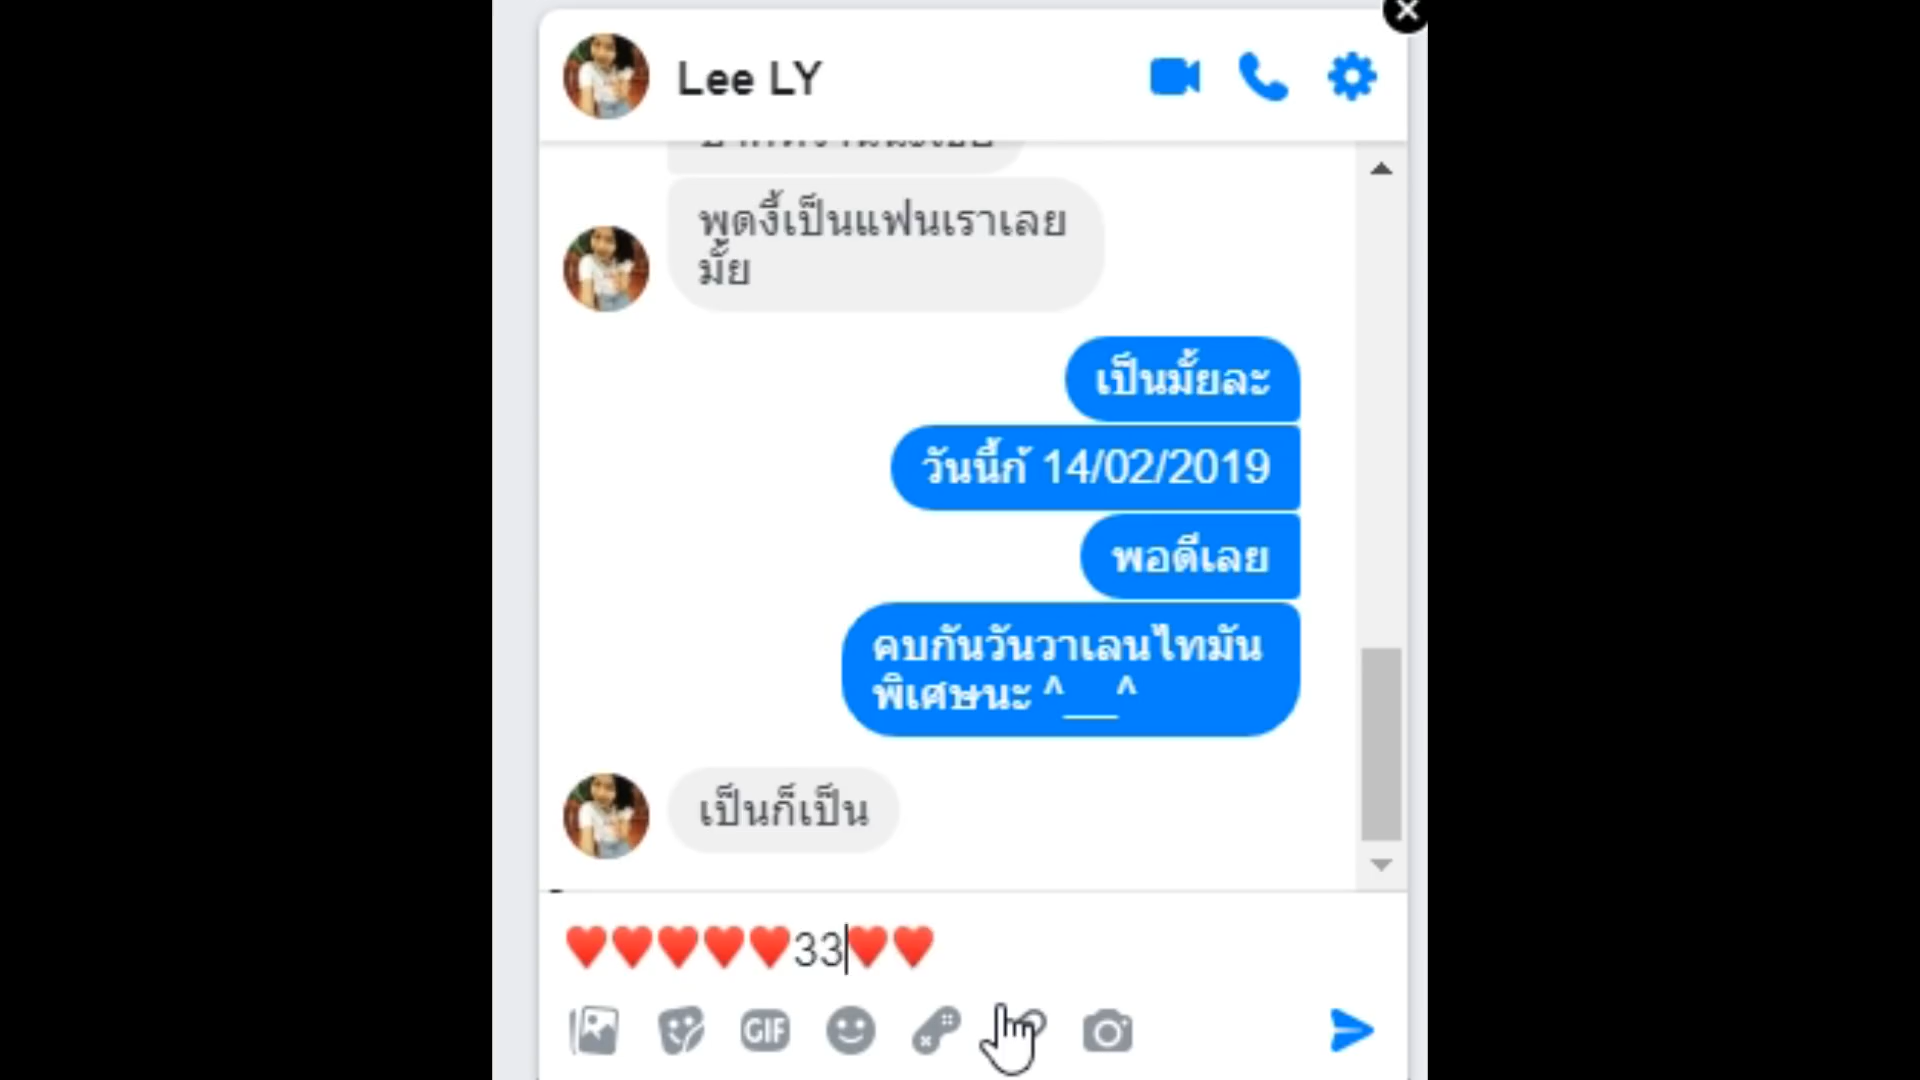 Lee LY
พูดงี้เป็นแฟนเราเลย
มั้ย
เป็นมั้ยละ
วันนี้ก้ 14/02/2019
พอดีเลย
คบกันวันวาเลนไทมัน
พิเศษนะ ^__^
เป็นก็เป็น
❤❤❤❤❤33❤❤
GIF